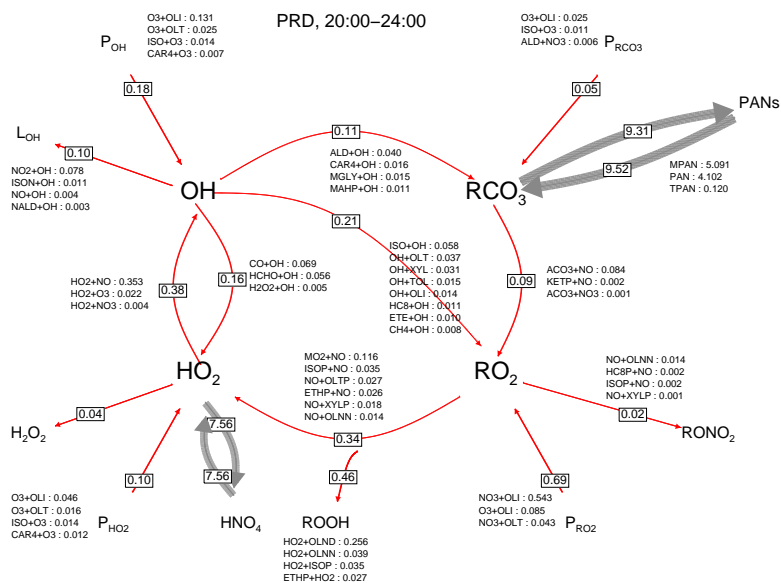 PRD, 20:00−24:00
O3+OLI : 0.131
O3+OLT : 0.025
ISO+O3 : 0.014
CAR4+O3 : 0.007
P_OH
0.18
O3+OLI : 0.025
ISO+O3 : 0.011
ALD+NO3 : 0.006
P_RCO3
0.05
PANs
9.31
9.52
MPAN : 5.091
PAN : 4.102
TPAN : 0.120
L_OH
0.10
NO2+OH : 0.078
ISON+OH : 0.011
NO+OH : 0.004
NALD+OH : 0.003
OH
0.11
ALD+OH : 0.040
CAR4+OH : 0.016
MGLY+OH : 0.015
MAHP+OH : 0.011
RCO₃
0.21
ISO+OH : 0.058
OH+OLT : 0.037
OH+XYL : 0.031
OH+TOL : 0.015
OH+OLI : 0.014
HC8+OH : 0.011
ETE+OH : 0.010
CH4+OH : 0.008
HO2+NO : 0.353
HO2+O3 : 0.022
HO2+NO3 : 0.004
0.38
0.16
CO+OH : 0.069
HCHO+OH : 0.056
H2O2+OH : 0.005
0.09
ACO3+NO : 0.084
KETP+NO : 0.002
ACO3+NO3 : 0.001
HO₂
MO2+NO : 0.116
ISOP+NO : 0.035
NO+OLTP : 0.027
ETHP+NO : 0.026
NO+XYLP : 0.018
NO+OLNN : 0.014
0.34
RO₂
NO+OLNN : 0.014
HC8P+NO : 0.002
ISOP+NO : 0.002
NO+XYLP : 0.001
0.02
RONO₂
0.04
H₂O₂
7.56
7.56
HNO₄
0.10
O3+OLI : 0.046
O3+OLT : 0.016
ISO+O3 : 0.014
CAR4+O3 : 0.012
P_HO2
0.46
ROOH
HO2+OLND : 0.256
HO2+OLNN : 0.039
HO2+ISOP : 0.035
ETHP+HO2 : 0.027
0.69
NO3+OLI : 0.543
O3+OLI : 0.085
NO3+OLT : 0.043
P_RO2